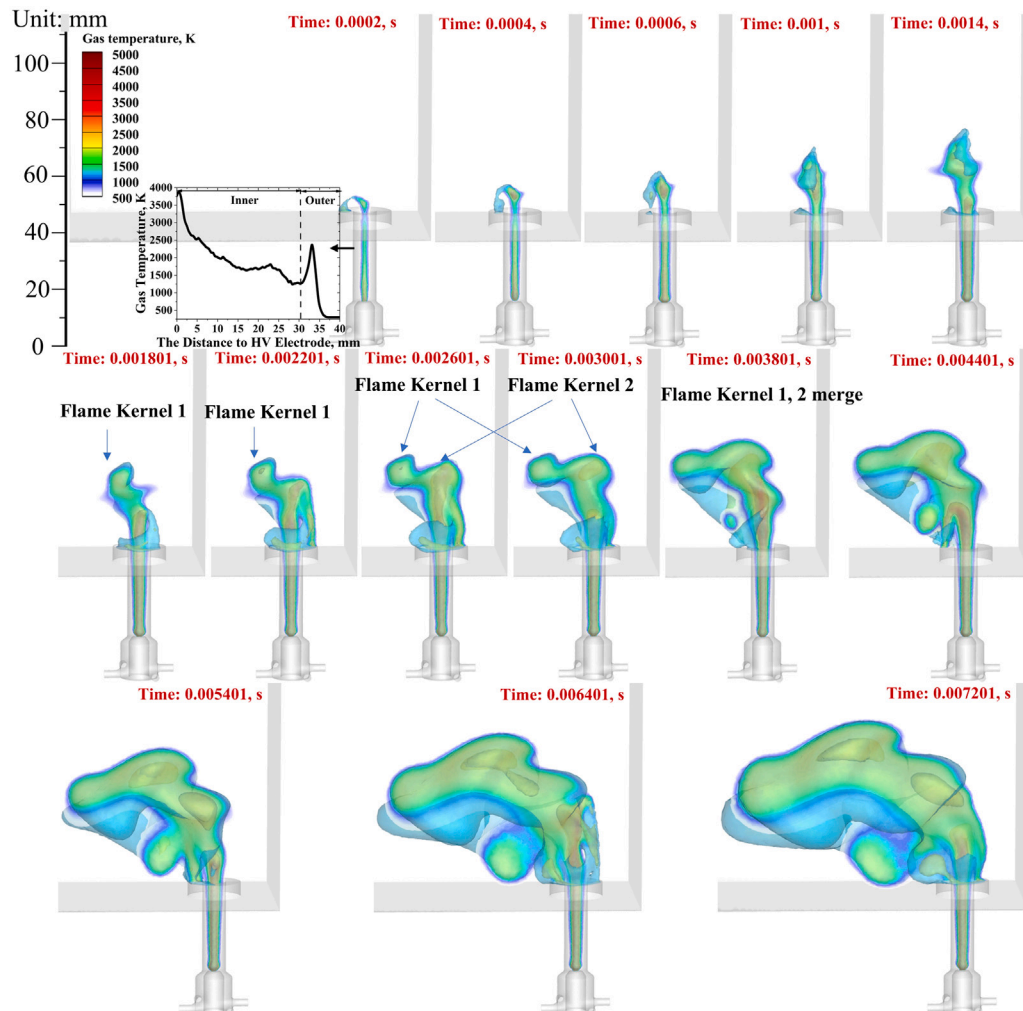 Unit: mm
100
80
60
40
20
0
Gas temperature, K
5000
4500
4000
3500
3000
2500
2000
1500
1000
500
Time: 0.0002, s
Time: 0.0004, s
Time: 0.0006, s
Time: 0.001, s
Time: 0.0014, s
Gas Temperature, K
4000
3500
3000
2500
2000
1500
1000
500
Inner
Outer
0 5 10 15 20 25 30 35 40
The Distance to HV Electrode, mm
Time: 0.001801, s
Time: 0.002201, s
Time: 0.002601, s
Time: 0.003001, s
Time: 0.003801, s
Time: 0.004401, s
Flame Kernel 1
Flame Kernel 1
Flame Kernel 1
Flame Kernel 2
Flame Kernel 1, 2 merge
Time: 0.005401, s
Time: 0.006401, s
Time: 0.007201, s